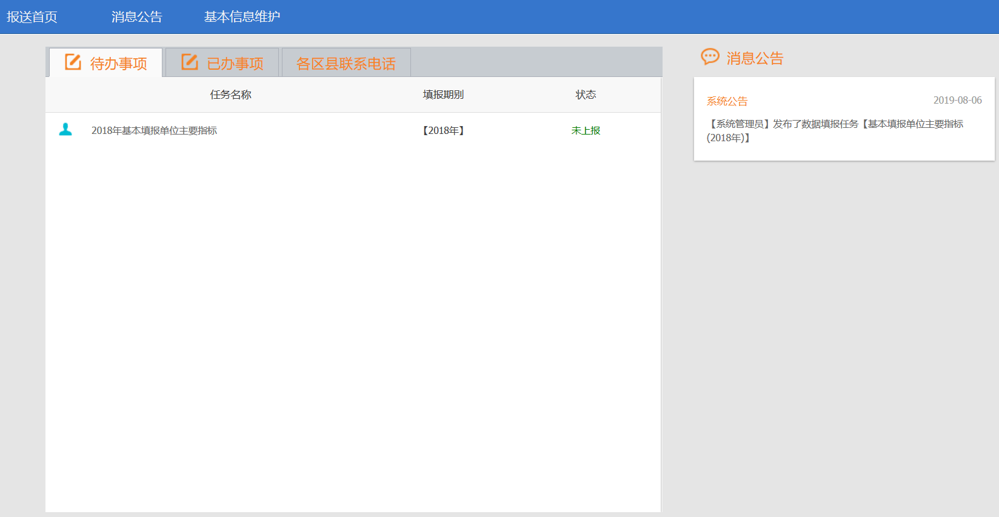 报送首页 消息公告 基本信息维护
待办事项 已办事项 各区县联系电话
任务名称 填报期别 状态
2018年基本填报单位主要指标 【2018年】 未上报
消息公告
系统公告 2019-08-06
【系统管理员】发布了数据填报任务【基本填报单位主要指标
(2018年)】